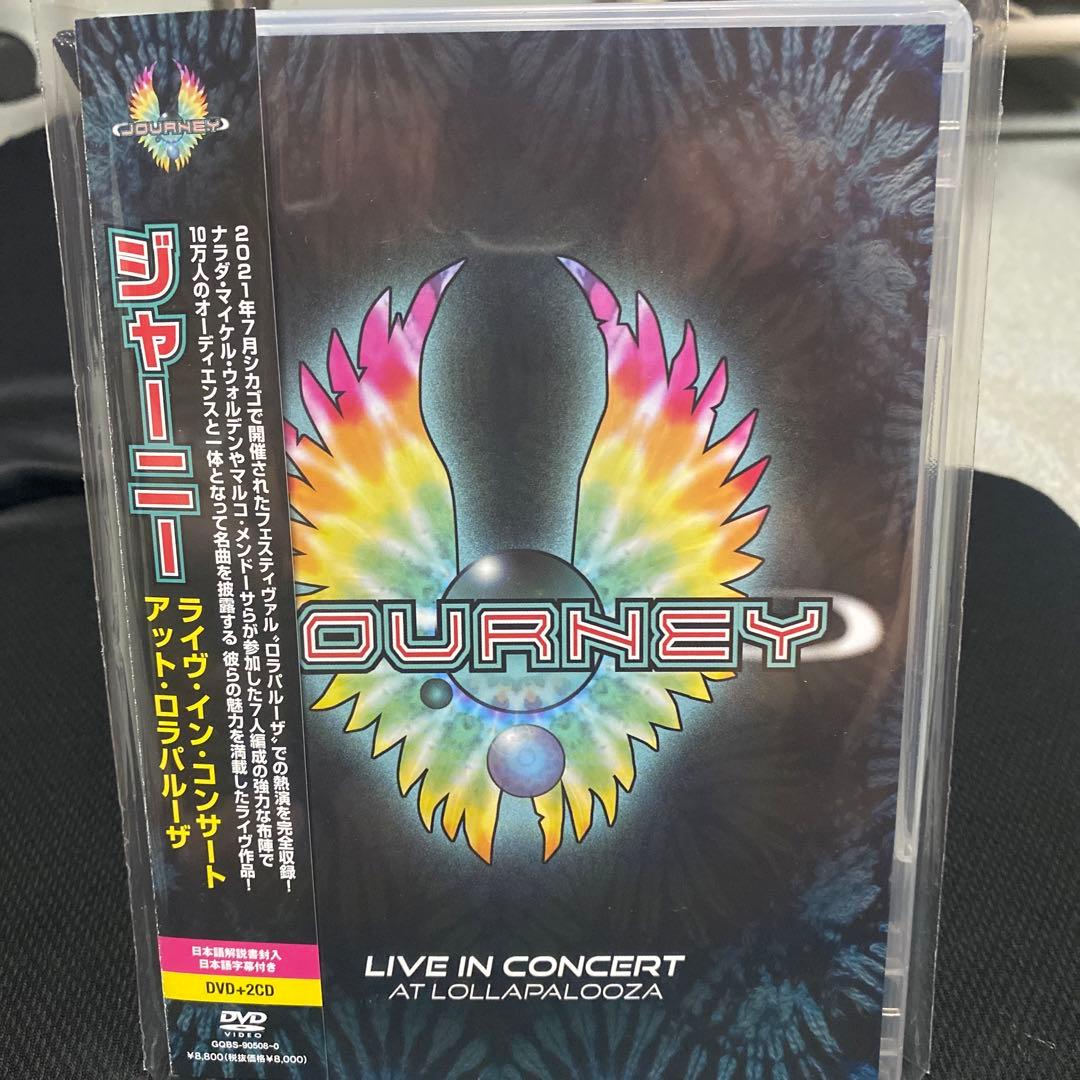 JOURNEY
ジャーニー
ライヴ・イン・コンサート
アット・ロラパルーザ
2021年7月シカゴで開催されたフェスティヴァル“ロラパルーザ”での熱演を完全収録!
ナラダ・マイケル・ウォルデンやマルコ・メンドーサらが参加した7人編成の強力な布陣で
10万人のオーディエンスと一体となって名曲を披露する 彼らの魅力を満載したライヴ作品!
日本語解説書封入
日本語字幕付き
DVD+2CD
DVD
VIDEO
GQBS-90508~0
¥8,800(税抜価格¥8,000)
OURNEY
LIVE IN CONCERT
AT LOLLAPALOOZA